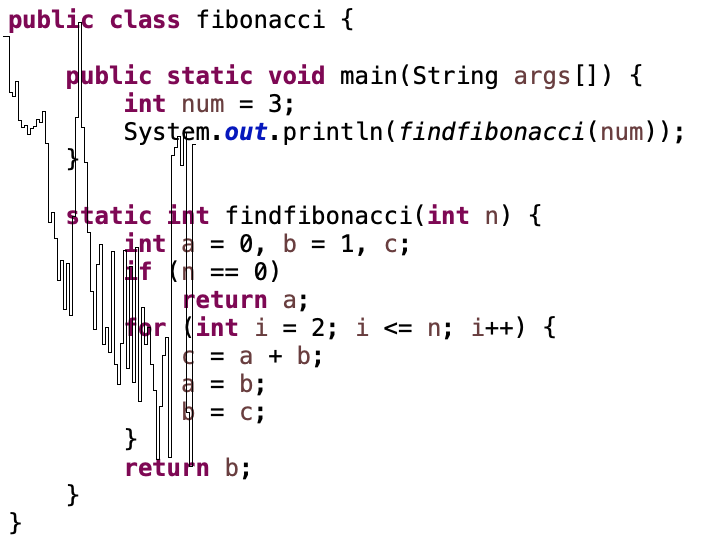 public class fibonacci {
public static void main(String args[]) {
int num = 3;
System.out.println(findfibonacci(num));
}
static int findfibonacci(int n) {
int a = 0, b = 1, c;
if (n == 0)
return a;
for (int i = 2; i <= n; i++) {
c = a + b;
a = b;
b = c;
}
return b;
}
}